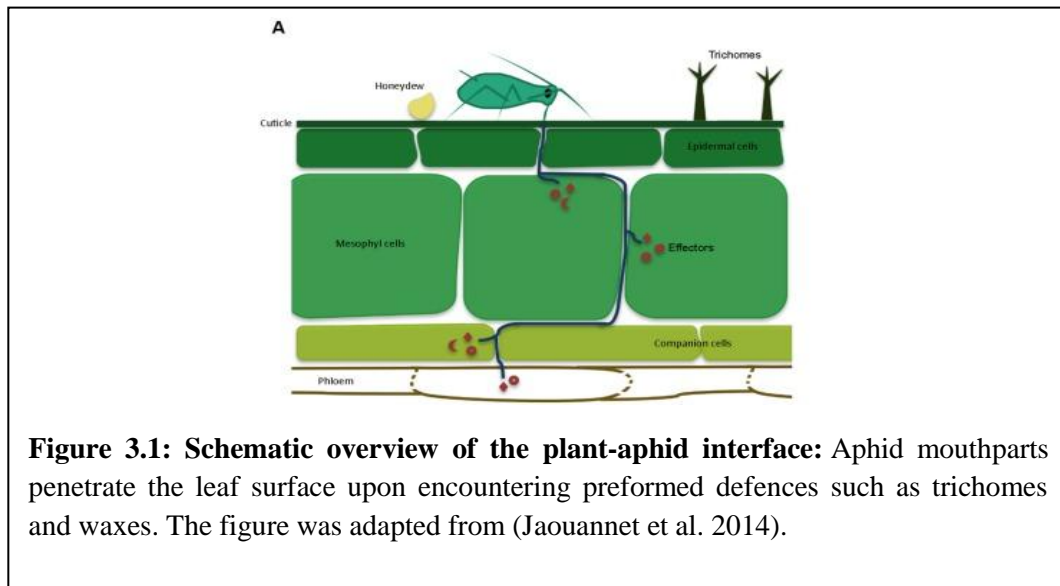 A
Trichomes
Honeydew
Cuticle
Epidermal cells
Mesophyl cells
Effectors
Companion cells
Phloem
Figure 3.1: Schematic overview of the plant-aphid interface: Aphid mouthparts
penetrate the leaf surface upon encountering preformed defences such as trichomes
and waxes. The figure was adapted from (Jaouannet et al. 2014).